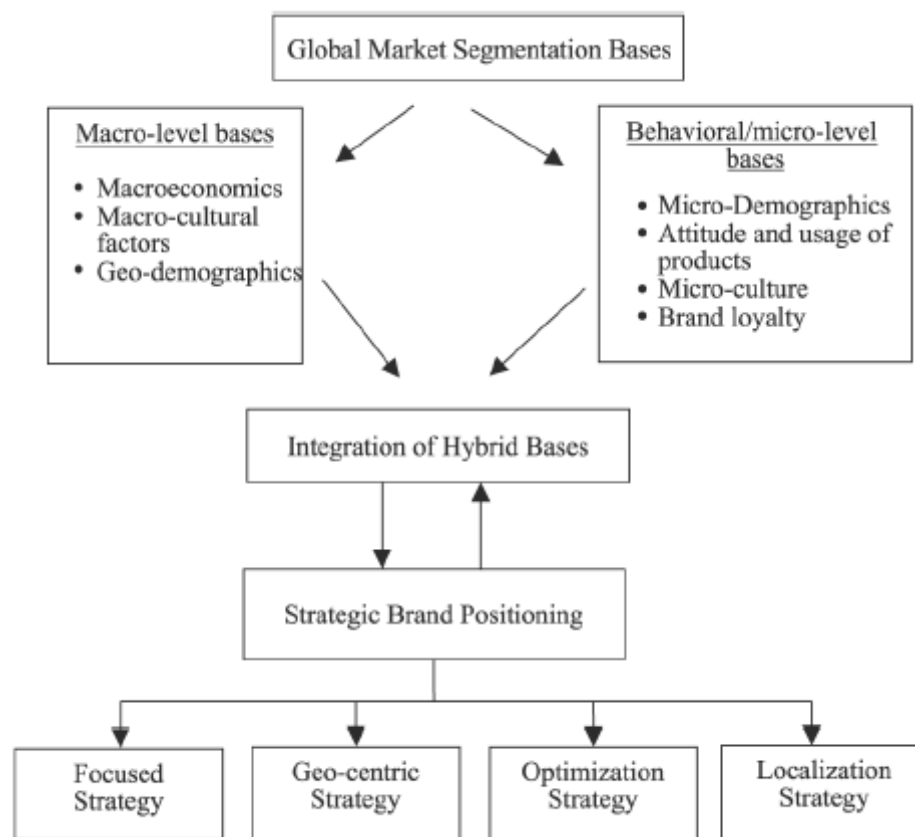 Global Market Segmentation Bases
Macro-level bases
• Macroeconomics
• Macro-cultural
factors
• Geo-demographics
Behavioral/micro-level
bases
• Micro-Demographics
• Attitude and usage of
products
• Micro-culture
• Brand loyalty
Integration of Hybrid Bases
Strategic Brand Positioning
Focused
Strategy
Geo-centric
Strategy
Optimization
Strategy
Localization
Strategy